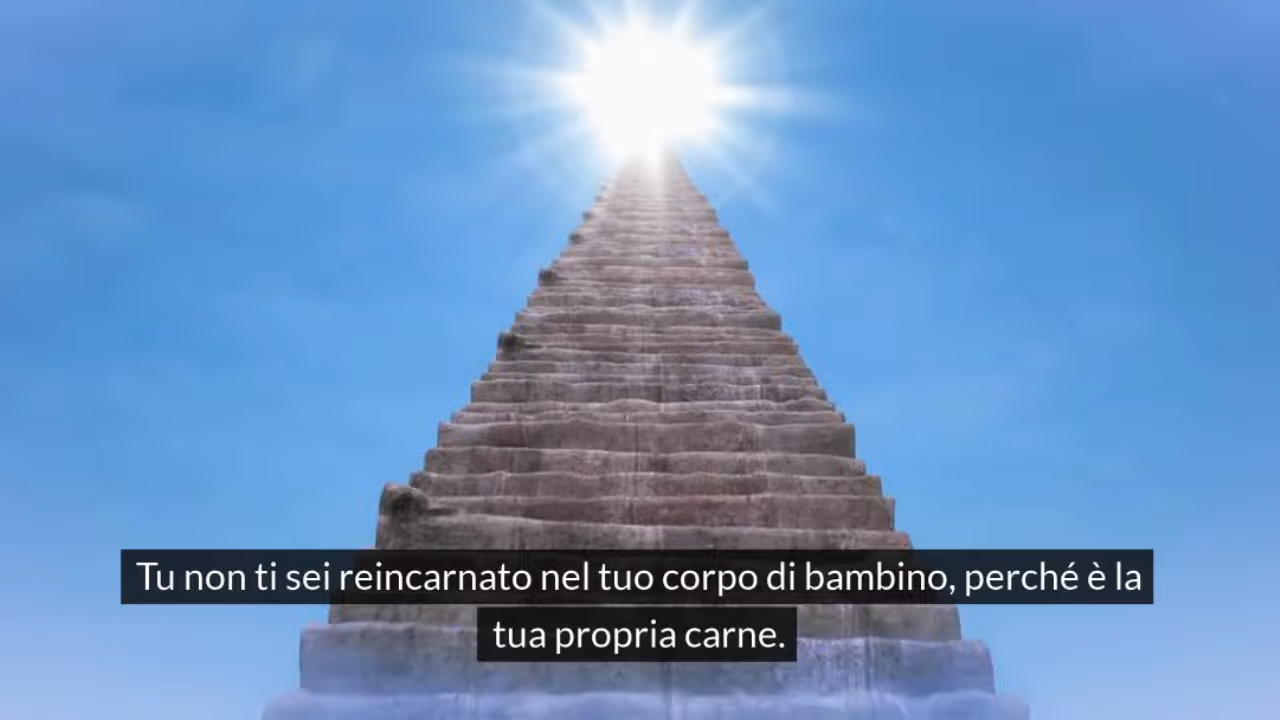 Tu non ti sei reincarnato nel tuo corpo di bambino, perché è la
tua propria carne.